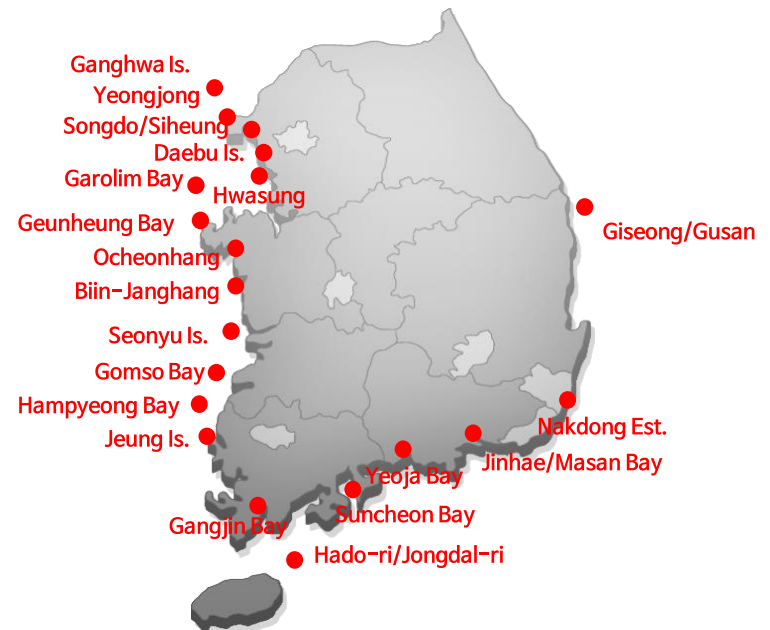 Ganghwa Is.
Yeongjong
Songdo/Siheung
Daebu Is.
Garolim Bay
Hwasung
Geunheung Bay
Giseong/Gusan
Ocheonhang
Biin-Janghang
Seonyu Is.
Gomso Bay
Hampyeong Bay
Jeung Is.
Nakdong Est.
Jinhae/Masan Bay
Yeoja Bay
Suncheon Bay
Gangjin Bay
Hado-ri/Jongdal-ri